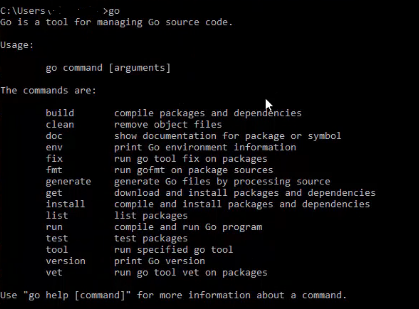 C:\Users\ >go
Go is a tool for managing Go source code.
Usage:
go command [arguments]
The commands are:
build compile packages and dependencies
clean remove object files
doc show documentation for package or symbol
env print Go environment information
fix run go tool fix on packages
fmt run gofmt on package sources
generate generate Go files by processing source
get download and install packages and dependencies
install compile and install packages and dependencies
list list packages
run compile and run Go program
test test packages
tool run specified go tool
version print Go version
vet run go tool vet on packages
Use "go help [command]" for more information about a command.